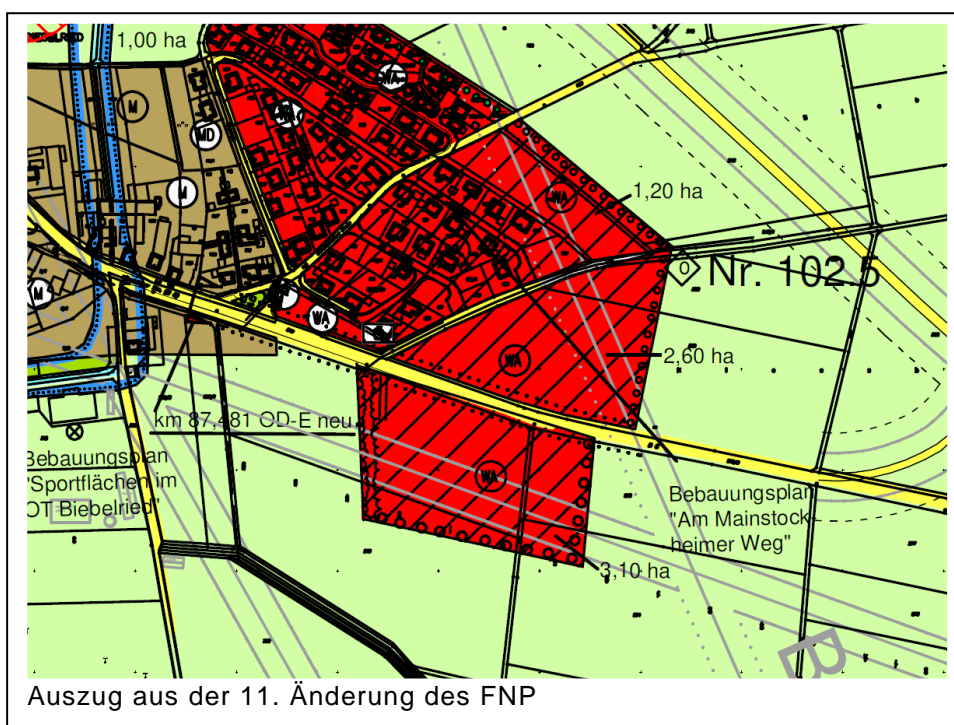 1,00 ha
WA
M
WA
MD
M
WA
1,20 ha
Nr. 102.5
M
WA
WA
2,60 ha
km 87,481 OD-E neu
Bebauungsplan
"Sportflächen im
OT Biebelried"
WA
Bebauungsplan
"Am Mainstock-
heimer Weg"
3,10 ha
B
Auszug aus der 11. Änderung des FNP